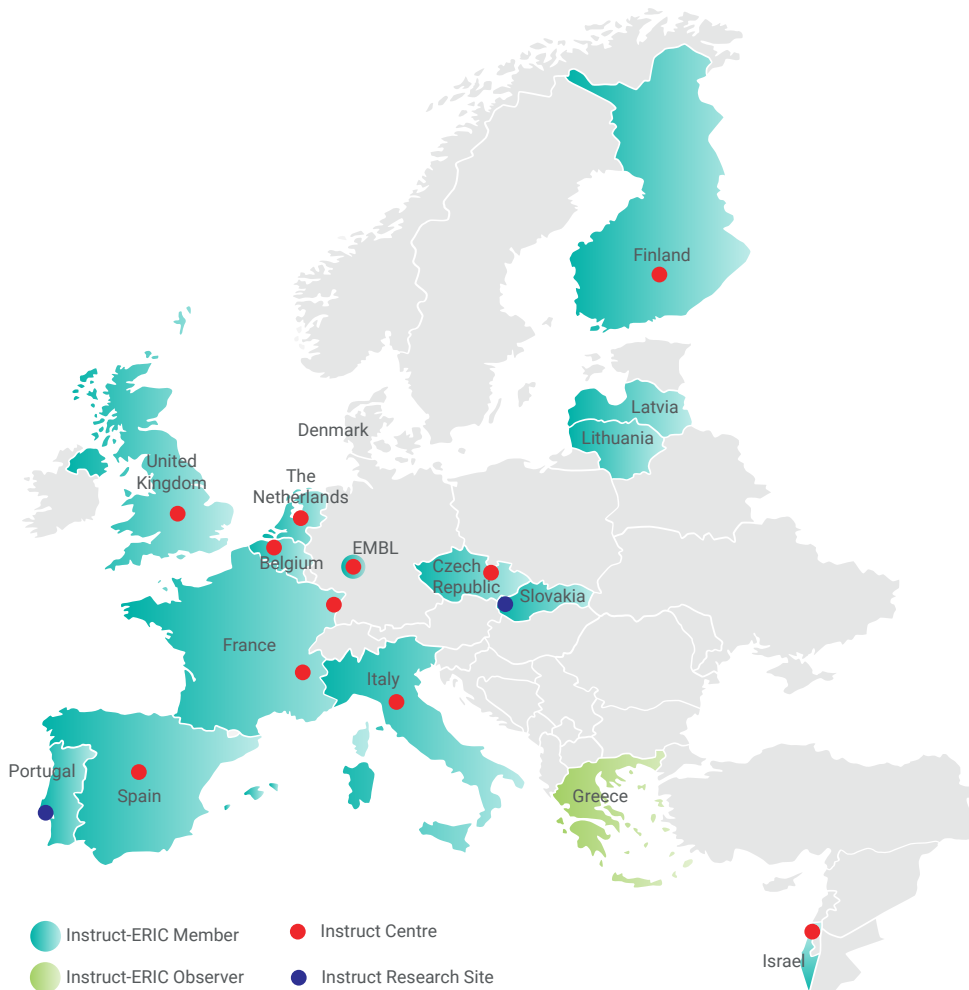 Finland
Latvia
Denmark
Lithuania
United
Kingdom
The
Netherlands
EMBL
Belgium
Czech
Republic
Slovakia
France
Italy
Portugal
Spain
Greece
Instruct-ERIC Member
Instruct Centre
Israel
Instruct-ERIC Observer
Instruct Research Site